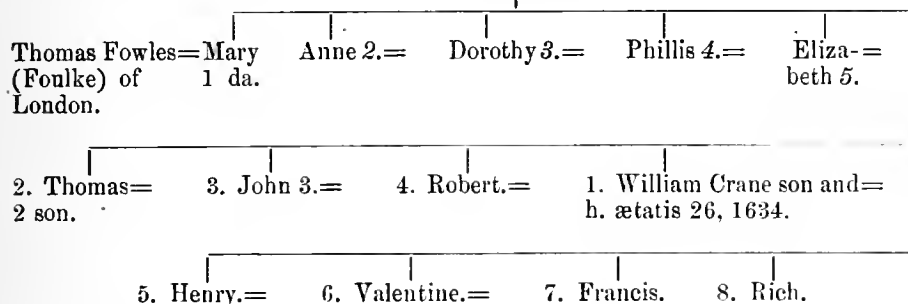 Thomas Fowles=Mary Anne 2.= Dorothy 3.= Phillis 4.= Eliza-=
(Foulke) of 1 da. beth 5.
London.
2. Thomas= 3. John 3.= 4. Robert.= 1. William Crane son and=
2 son. h. ætatis 26, 1634.
5. Henry.= 6. Valentine.= 7. Francis. 8. Rich.